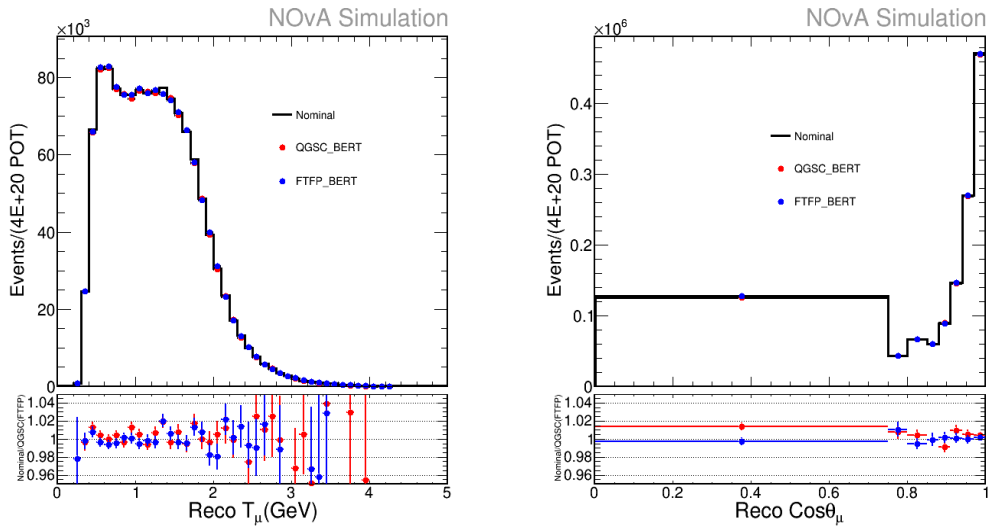 NOvA Simulation
×10³
Events/(4E+20 POT)
80
60
40
20
0
Nominal
QGSC_BERT
FTFP_BERT
Nominal/QGSC(FTFP)
1.04
1.02
1
0.98
0.96
0
1
2
3
4
5
Reco Tμ(GeV)
NOvA Simulation
×10⁶
Events/(4E+20 POT)
0.4
0.3
0.2
0.1
0
Nominal
QGSC_BERT
FTFP_BERT
Nominal/QGSC(FTFP)
1.04
1.02
1
0.98
0.96
0
0.2
0.4
0.6
0.8
1
Reco Cosθμ